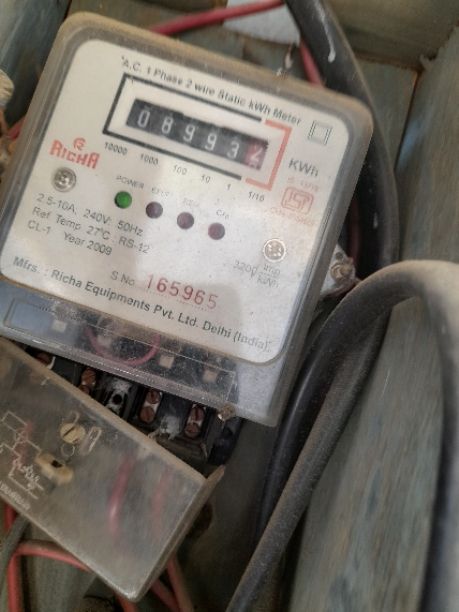 A.C. 1 Phase 2 wire Static kWh Meter
089932
KWh
10000 1000 100 10 1 1/10
RICHA
POWER
2.5-10A, 240V~ 50Hz
Ref Temp 27°C RS-12
CL-1 Year 2009
3200 imp/kWh
S.No. 165965
Mfrs. : Richa Equipments Pvt. Ltd. Delhi (India)